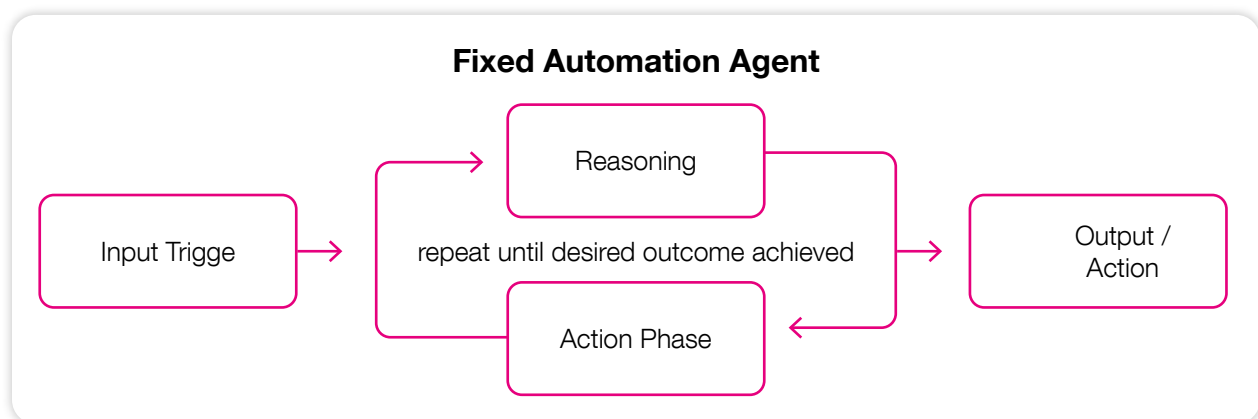 Fixed Automation Agent
Reasoning
Input Trigge
repeat until desired outcome achieved
Output /
Action
Action Phase